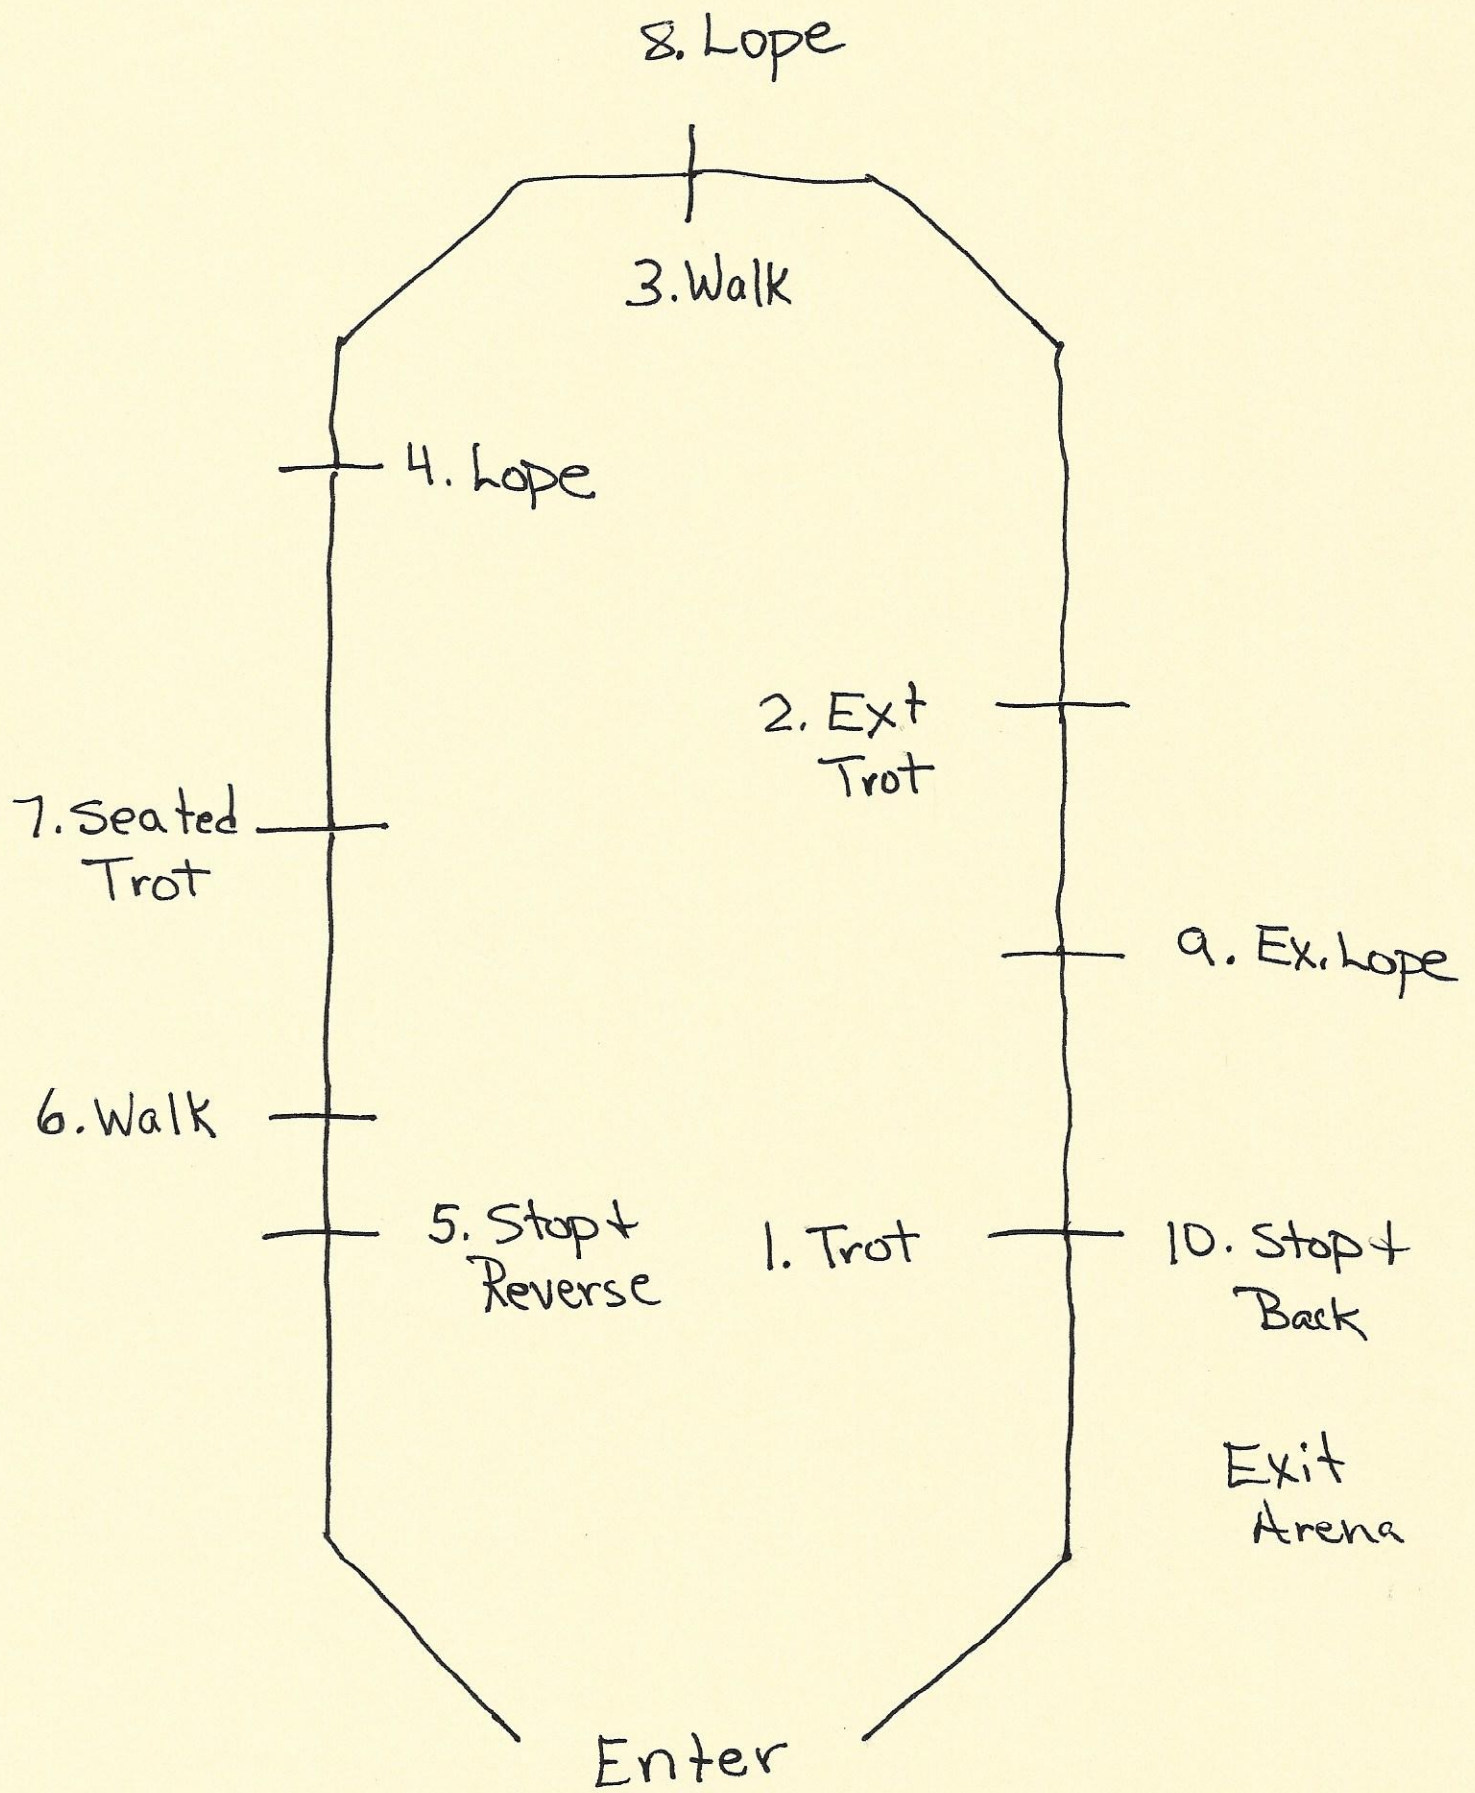 8. Lope
3. Walk
4. Lope
2. Ext
Trot
7. Seated
Trot
9. Ex. Lope
6. Walk
5. Stop +
Reverse
1. Trot
10. Stop +
Back
Exit
Arena
Enter